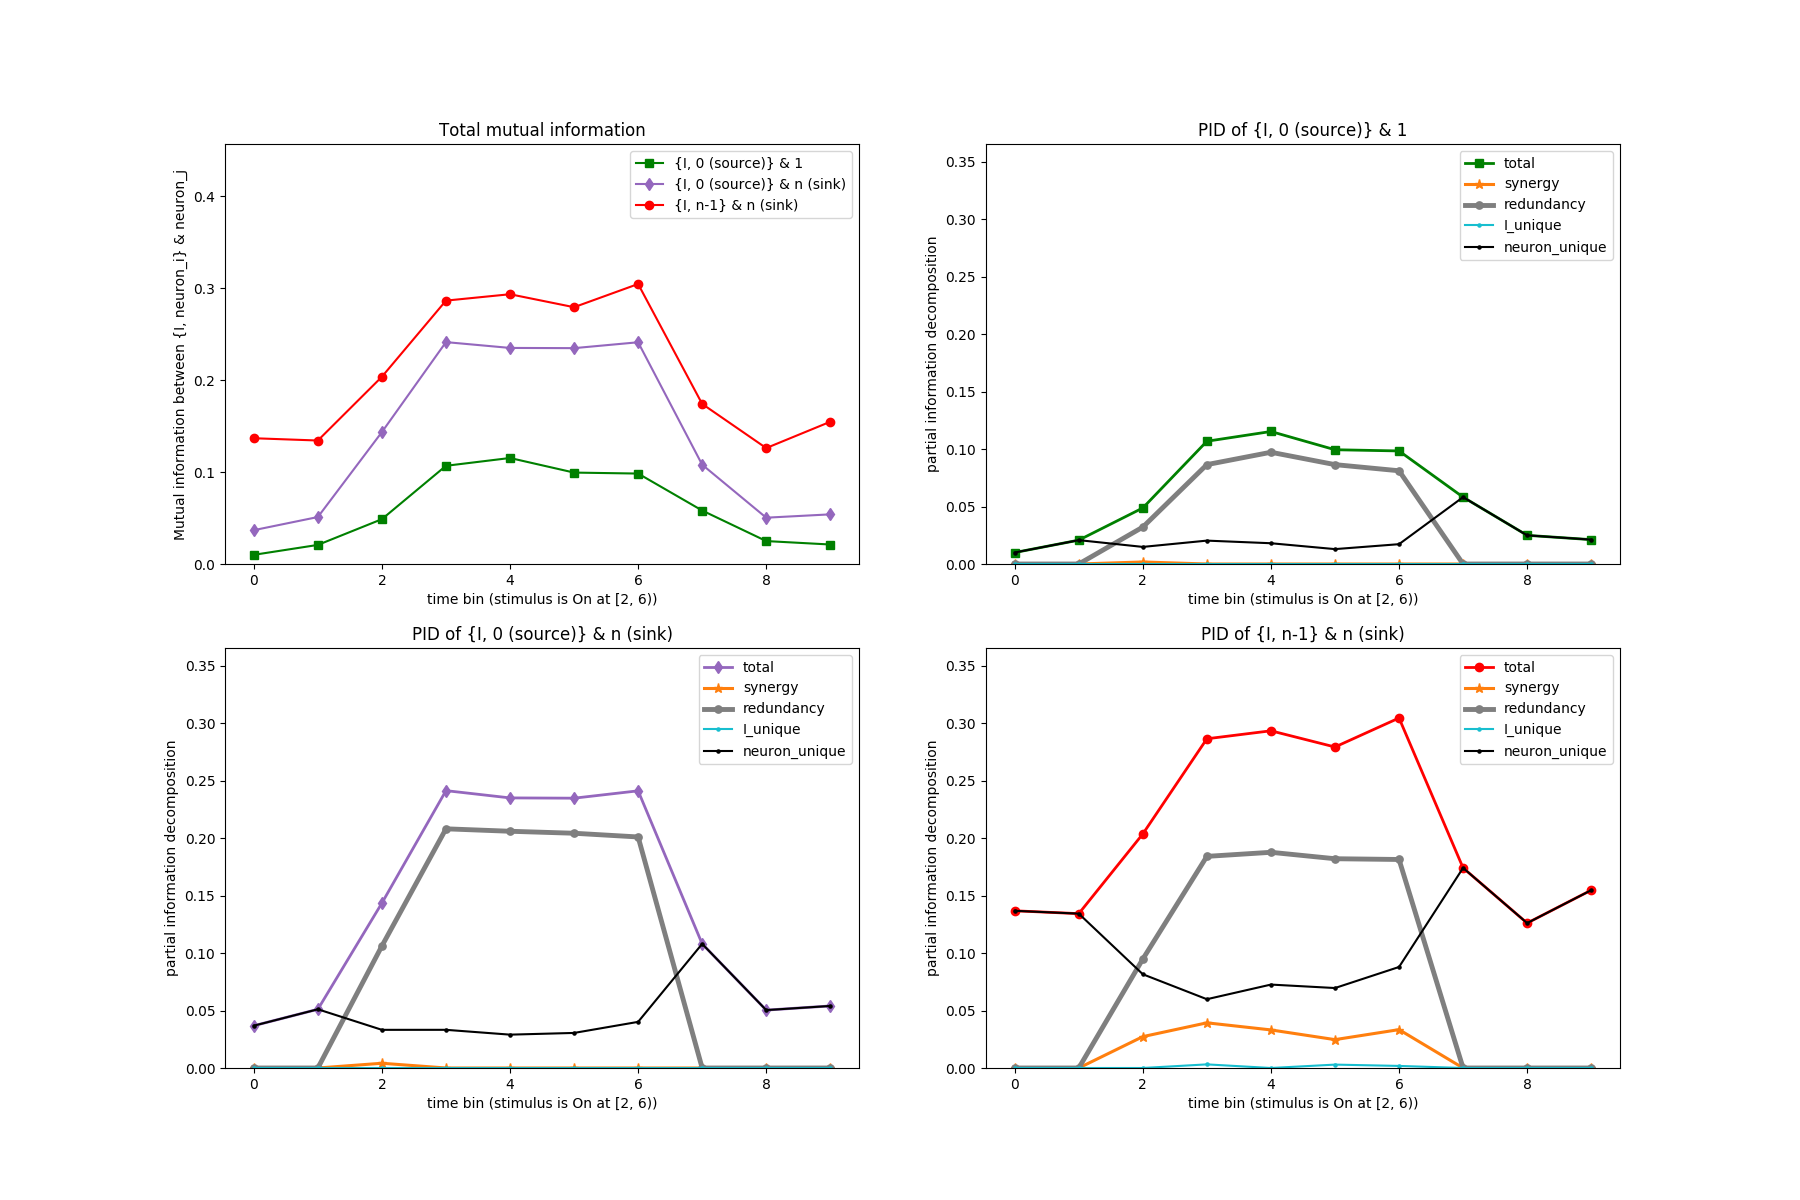 Total mutual information
Mutual information between {I, neuron_i} & neuron_j
0.4
0.3
0.2
0.1
0.0
{I, 0 (source)} & 1
{I, 0 (source)} & n (sink)
{I, n-1} & n (sink)
0 2 4 6 8
time bin (stimulus is On at [2, 6))
PID of {I, 0 (source)} & 1
partial information decomposition
0.35
0.30
0.25
0.20
0.15
0.10
0.05
0.00
total
synergy
redundancy
I_unique
neuron_unique
0 2 4 6 8
time bin (stimulus is On at [2, 6))
PID of {I, 0 (source)} & n (sink)
partial information decomposition
0.35
0.30
0.25
0.20
0.15
0.10
0.05
0.00
total
synergy
redundancy
I_unique
neuron_unique
0 2 4 6 8
time bin (stimulus is On at [2, 6))
PID of {I, n-1} & n (sink)
partial information decomposition
0.35
0.30
0.25
0.20
0.15
0.10
0.05
0.00
total
synergy
redundancy
I_unique
neuron_unique
0 2 4 6 8
time bin (stimulus is On at [2, 6))